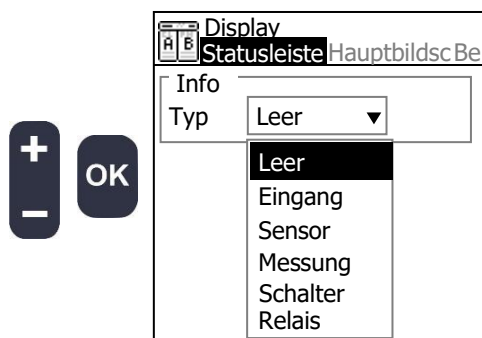 Display
A B Statusleiste Hauptbildsc Be
Info
Typ Leer
+
OK
–
Leer
Eingang
Sensor
Messung
Schalter
Relais